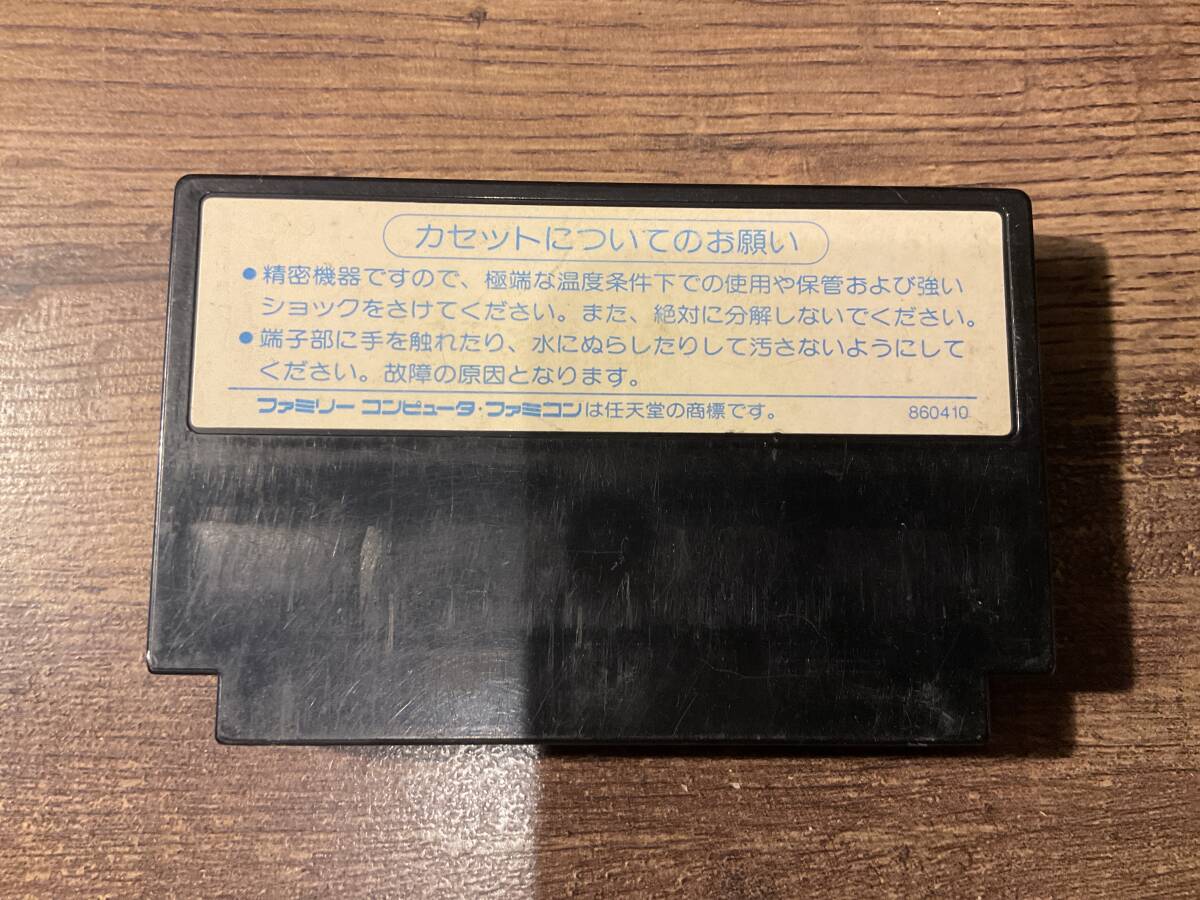 カセットについてのお願い
●精密機器ですので、極端な温度条件下での使用や保管および強い
ショックをさけてください。また、絶対に分解しないでください。
●端子部に手を触れたり、水にぬらしたりして汚さないようにして
ください。故障の原因となります。
ファミリー コンピュータ・ファミコンは任天堂の商標です。 860410